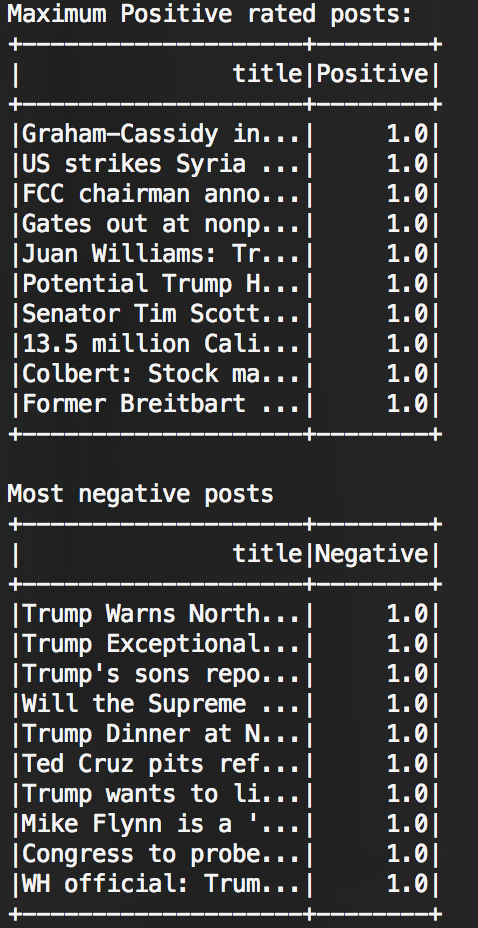 Maximum Positive rated posts:
+--------------------+--------+
|               title|Positive|
+--------------------+--------+
|Graham-Cassidy in...|     1.0|
|US strikes Syria ...|     1.0|
|FCC chairman anno...|     1.0|
|Gates out at nonp...|     1.0|
|Juan Williams: Tr...|     1.0|
|Potential Trump H...|     1.0|
|Senator Tim Scott...|     1.0|
|13.5 million Cali...|     1.0|
|Colbert: Stock ma...|     1.0|
|Former Breitbart ...|     1.0|
+--------------------+--------+

Most negative posts
+--------------------+--------+
|               title|Negative|
+--------------------+--------+
|Trump Warns North...|     1.0|
|Trump Exceptional...|     1.0|
|Trump's sons repo...|     1.0|
|Will the Supreme ...|     1.0|
|Trump Dinner at N...|     1.0|
|Ted Cruz pits ref...|     1.0|
|Trump wants to li...|     1.0|
|Mike Flynn is a '...|     1.0|
|Congress to probe...|     1.0|
|WH official: Trum...|     1.0|
+--------------------+--------+